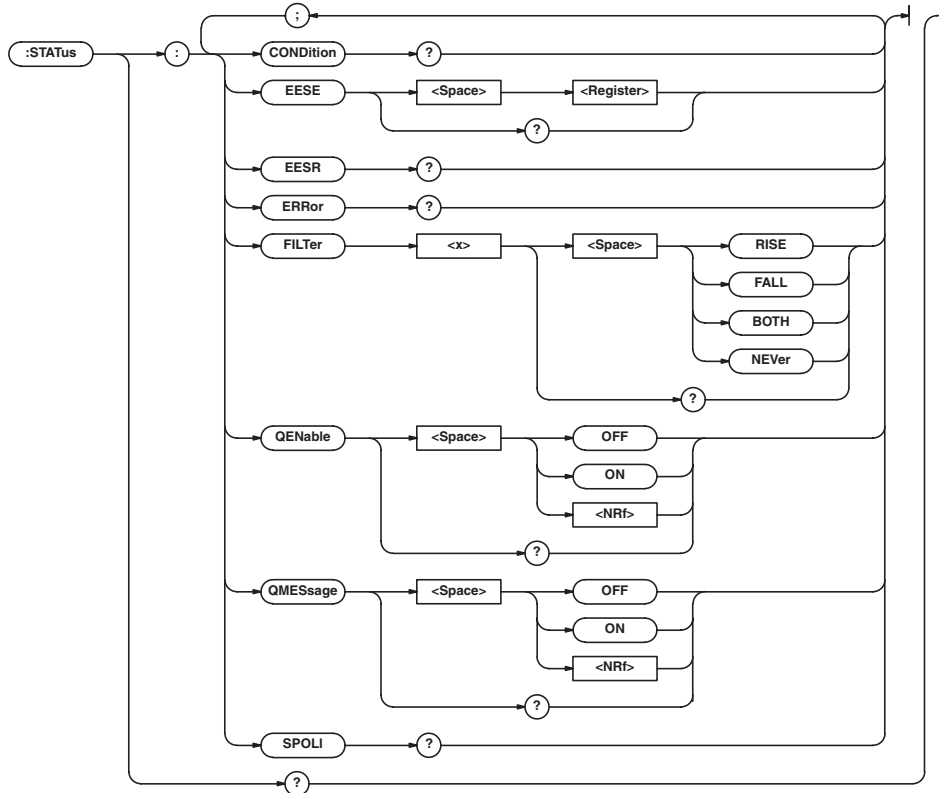 ;
:STATus : CONDition ?
EESE <Space> <Register>
?
EESR ?
ERRor ?
FILTer <x> <Space> RISE
FALL
BOTH
NEVer
?
QENable <Space> OFF
ON
<NRf>
?
QMESsage <Space> OFF
ON
<NRf>
?
SPOLl ?
?